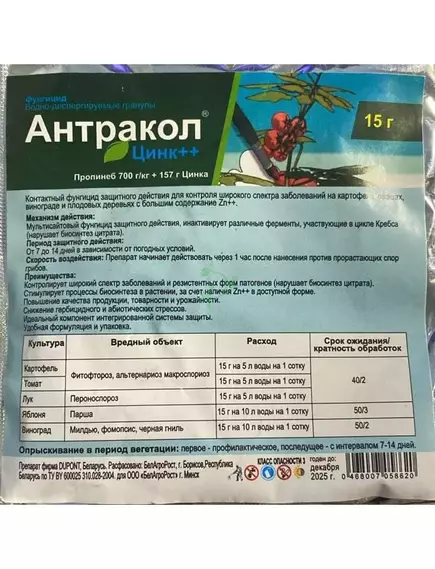 Фунгицид
Водно-диспергируемые гранулы
Антракол®
Цинк++
15 г
Пропинеб 700 г/кг + 157 г Цинка
Контактный фунгицид защитного действия для контроля широкого спектра заболеваний на картофеле, овощах,
винограде и плодовых деревьях с большим содержание Zn++.
Механизм действия:
Мультисайтовый фунгицид защитного действия, инактивирует различные ферменты, участвующие в цикле Кребса
(нарушает биосинтез цитрата).
Период защитного действия:
От 7 до 14 дней в зависимости от погодных условий.
Скорость воздействия: Препарат начинает действовать через 1 час после нанесения против прорастающих спор
грибов.
Преимущества:
Контролирует широкий спектр заболеваний и резистентных форм патогенов (нарушает биосинтез цитрата).
Стимулирует процессы биосинтеза в растении, за счет наличия Zn++ в доступной форме.
Повышение качества продукции, товарности и урожайности.
Снижение гербицидного и абиотических стрессов.
Идеальный компонент интегрированной системы защиты.
Удобная формуляция и упаковка.
Культура Вредный объект Расход Срок ожидания/ кратность обработок
Картофель Фитофтороз, альтернариоз макроспориоз 15 г на 5 л воды на 1 сотку 40/2
Томат 15 г на 5 л воды на 1 сотку
Лук Пероноспороз 15 г на 5 л воды на 1 сотку
Яблоня Парша 15 г на 10 л воды на 1 сотку 50/3
Виноград Милдью, фомопсис, черная гниль 15 г на 10 л воды на 1 сотку 50/2
Опрыскивание в период вегетации: первое - профилактическое, последущее - с интервалом 7-14 дней.
Препарат фирма DUPONT, Беларусь. Расфасовано: БелАгроРост, г. Борисов,Республика
Беларусь по ТУ BY 600025 310.028-2004. для ООО «БелАгроРост» г. Минск
КЛАСС ОПАСНОСТИ 3
годен до:
декабря
2025 г.
0 468007 058620